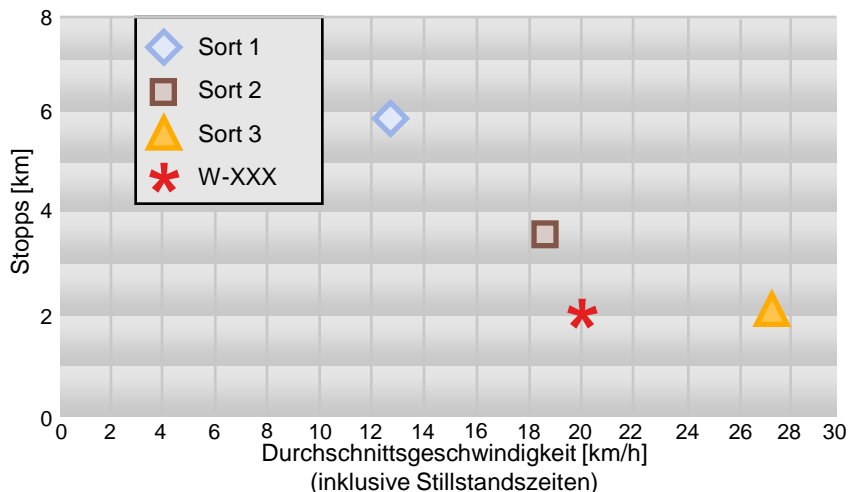 8
6
4
2
0
Stopps [km]
Sort 1
Sort 2
Sort 3
W-XXX
0 2 4 6 8 10 12 14 16 18 20 22 24 26 28 30
Durchschnittsgeschwindigkeit [km/h]
(inklusive Stillstandszeiten)